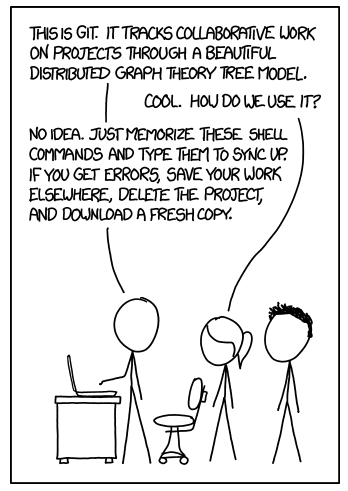 THIS IS GIT. IT TRACKS COLLABORATIVE WORK
ON PROJECTS THROUGH A BEAUTIFUL
DISTRIBUTED GRAPH THEORY TREE MODEL.
COOL. HOW DO WE USE IT?
NO IDEA. JUST MEMORIZE THESE SHELL
COMMANDS AND TYPE THEM TO SYNC UP.
IF YOU GET ERRORS, SAVE YOUR WORK
ELSEWHERE, DELETE THE PROJECT,
AND DOWNLOAD A FRESH COPY.